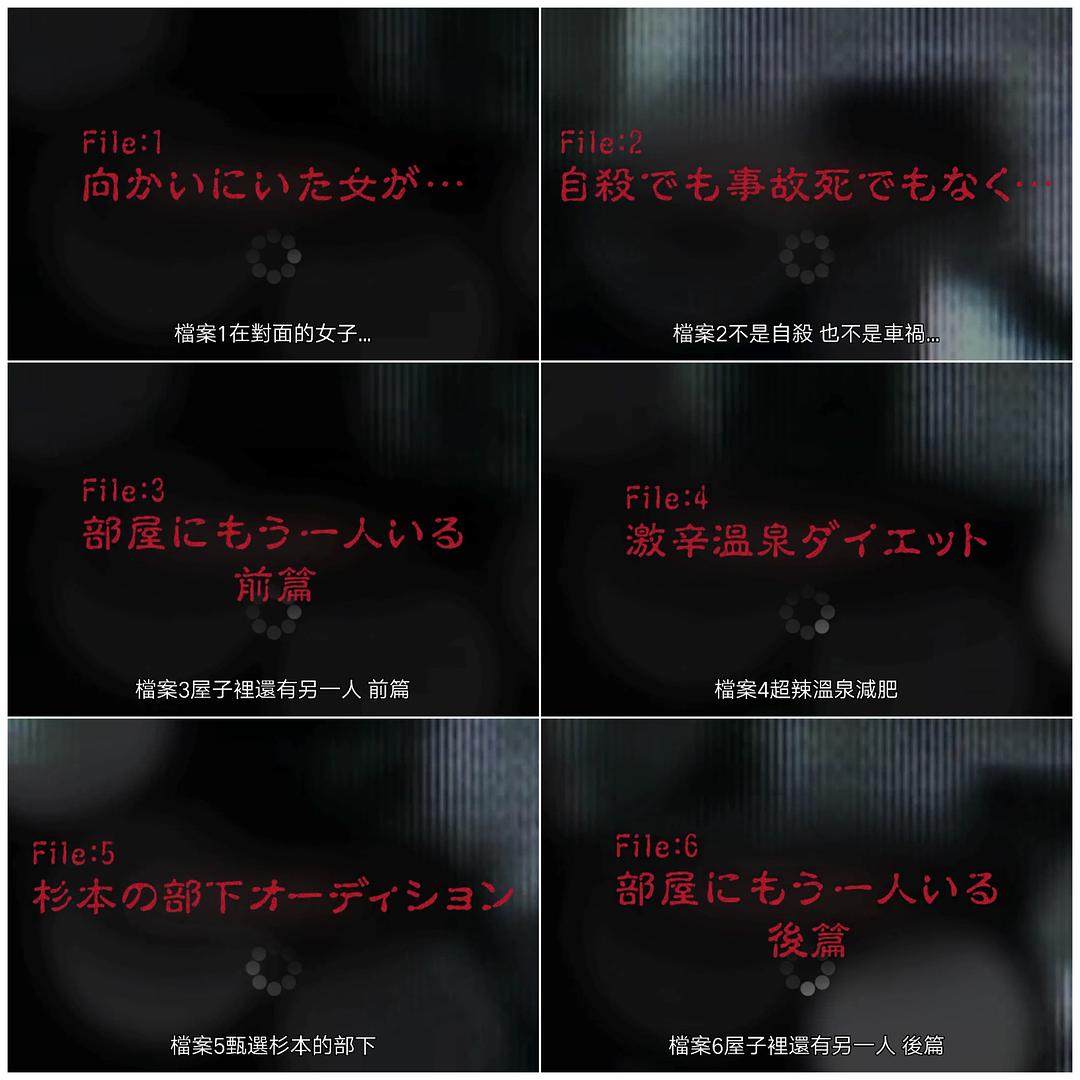 File:1
向かいにいた女が…
檔案1在對面的女子...
File:2
自殺でも事故死でもなく…
檔案2不是自殺 也不是車禍...
File:3
部屋にもう一人いる
前篇
檔案3屋子裡還有另一人 前篇
File:4
激辛温泉ダイエット
檔案4超辣溫泉減肥
File:5
杉本の部下オーディション
檔案5甄選杉本的部下
File:6
部屋にもう一人いる
後篇
檔案6屋子裡還有另一人 後篇